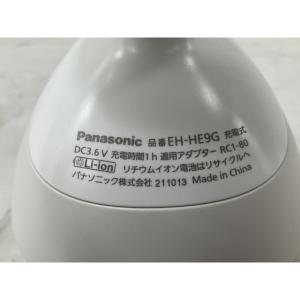 Panasonic 品番 EH-HE9G 充電式
DC3.6V 充電時間1h 適用アダプター RC1-80
Li-ion リチウムイオン電池はリサイクルへ
パナソニック株式会社 211013 Made in China